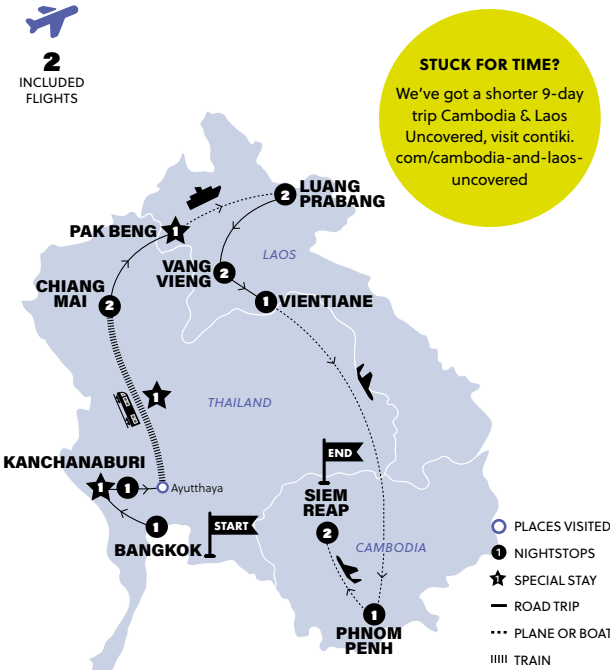 2
INCLUDED
FLIGHTS
STUCK FOR TIME?
We've got a shorter 9-day
trip Cambodia & Laos
Uncovered, visit contiki.
com/cambodia-and-laos-
uncovered
2
LUANG
PRABANG
PAK BENG
1
LAOS
VANG
VIENG
2
CHIANG
MAI
2
1
VIENTIANE
1
THAILAND
KANCHANABURI
1
1
Ayutthaya
END
SIEM
REAP
2
START
1
BANGKOK
CAMBODIA
1
PHNOM
PENH
PLACES VISITED
1 NIGHTSTOPS
1 SPECIAL STAY
ROAD TRIP
PLANE OR BOAT
TRAIN